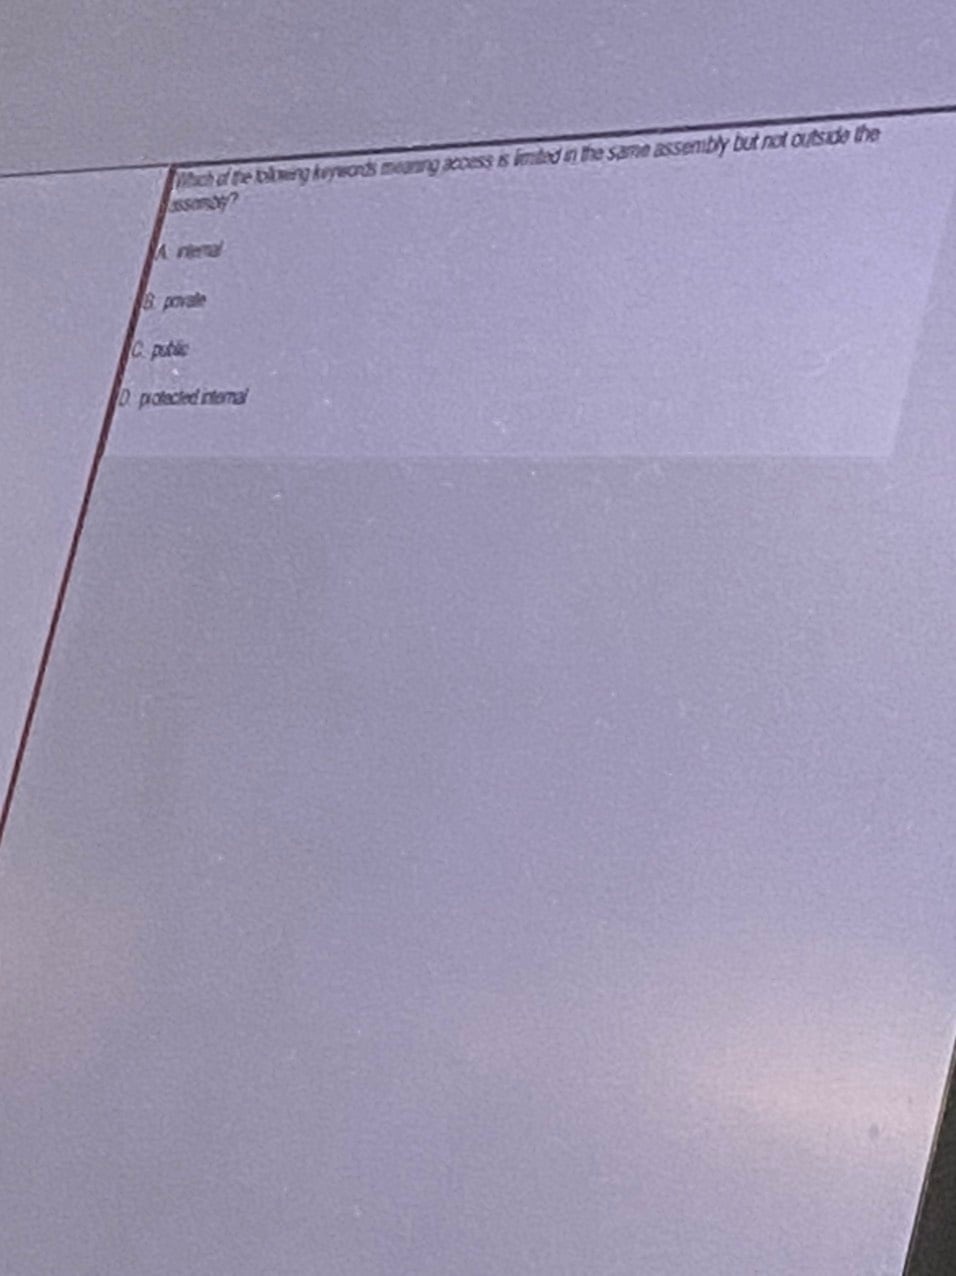 Which of the following keywords meaning access is limited in the same assembly but not outside the
assembly?
A. internal
B. private
C. public
D. protected internal